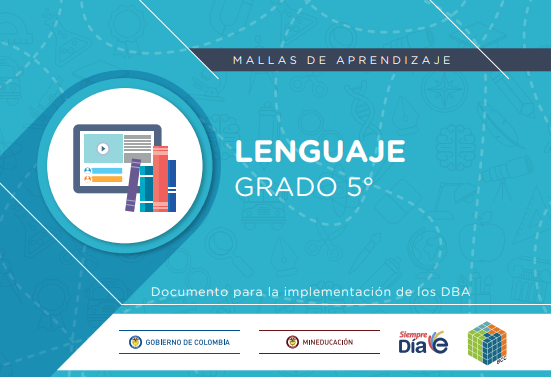 MALLAS DE APRENDIZAJE
LENGUAJE
GRADO 5°
Documento para la implementación de los DBA
GOBIERNO DE COLOMBIA
MINEDUCACIÓN
Siempre
Día e